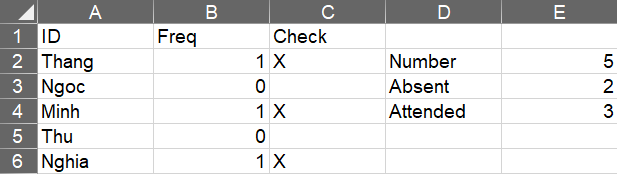 A B C D E
1 ID Freq Check
2 Thang 1 X Number 5
3 Ngoc 0 Absent 2
4 Minh 1 X Attended 3
5 Thu 0
6 Nghia 1 X